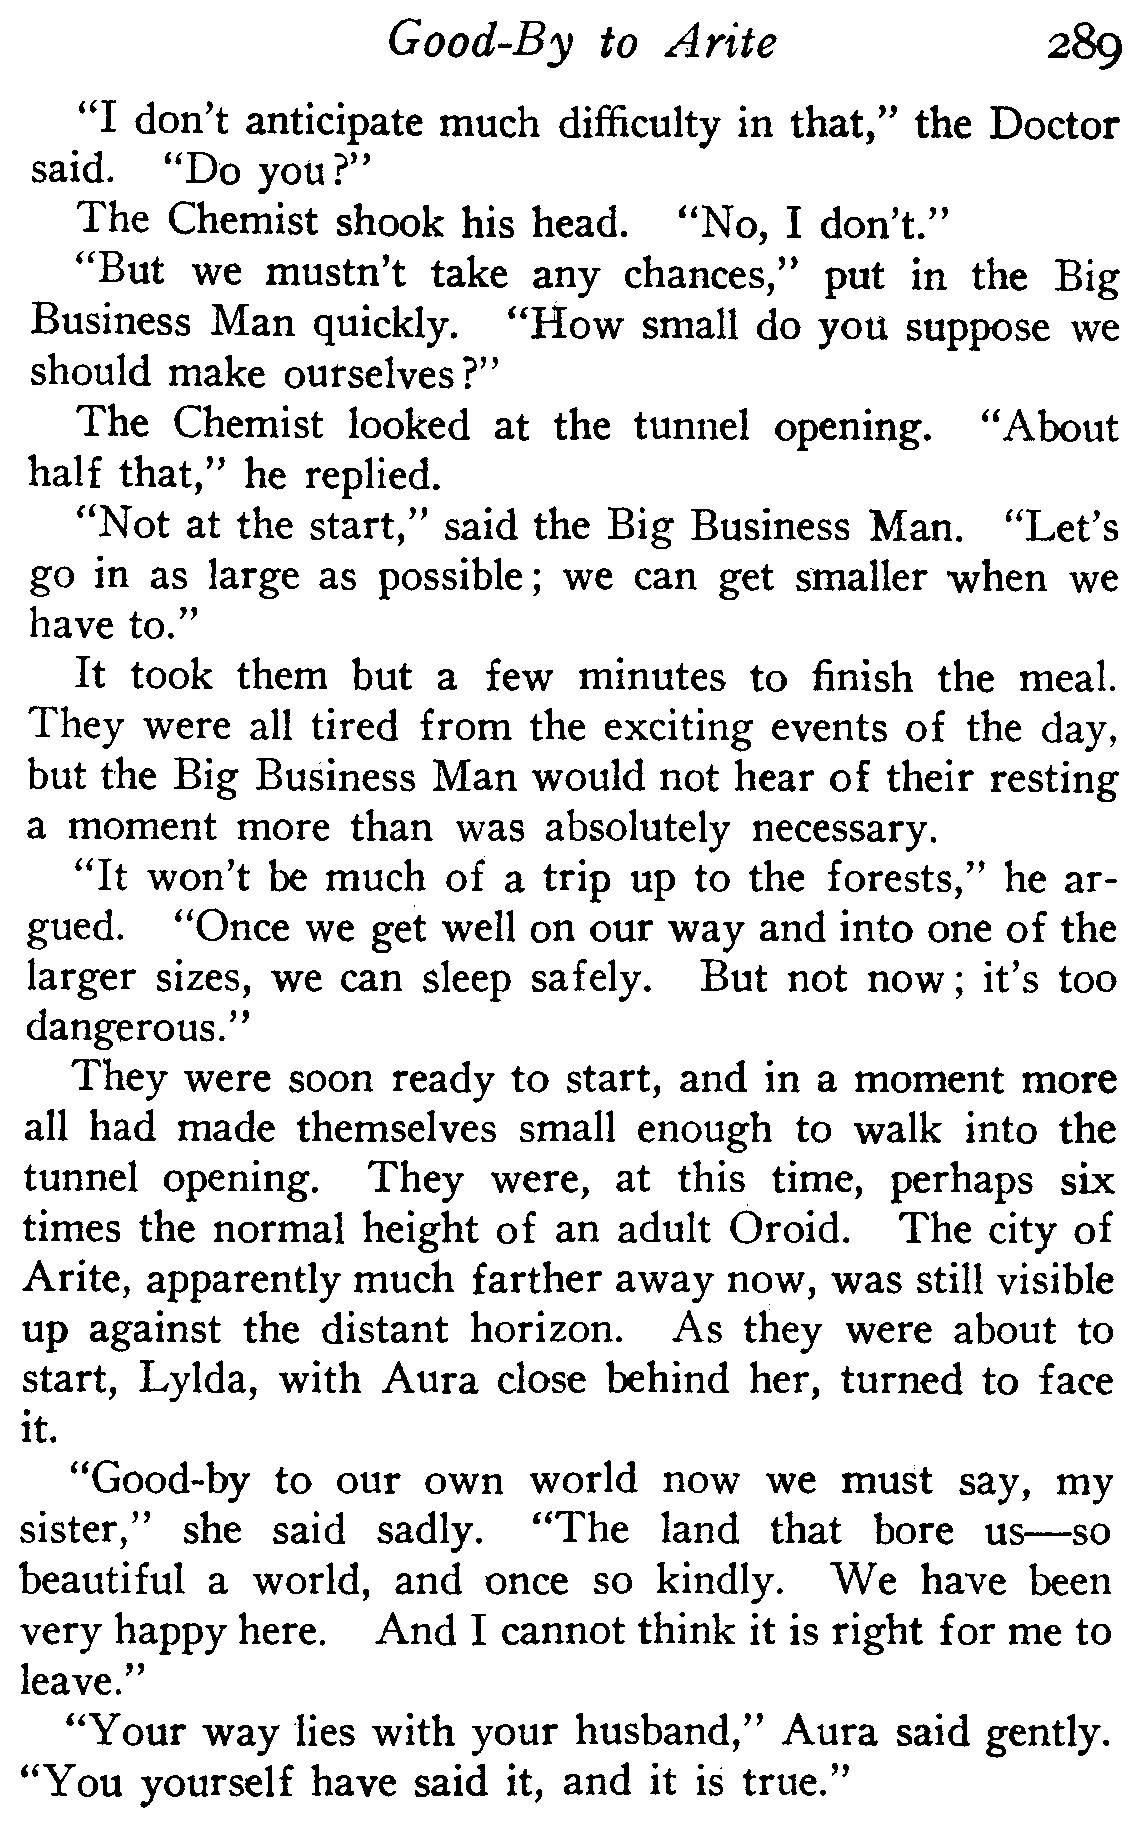 Good-By to Arite 289
"I don't anticipate much difficulty in that," the Doctor
said. "Do you?"
The Chemist shook his head. "No, I don't."
"But we mustn't take any chances," put in the Big
Business Man quickly. "How small do you suppose we
should make ourselves?"
The Chemist looked at the tunnel opening. "About
half that," he replied.
"Not at the start," said the Big Business Man. "Let's
go in as large as possible; we can get smaller when we
have to."
It took them but a few minutes to finish the meal.
They were all tired from the exciting events of the day,
but the Big Business Man would not hear of their resting
a moment more than was absolutely necessary.
"It won't be much of a trip up to the forests," he ar-
gued. "Once we get well on our way and into one of the
larger sizes, we can sleep safely. But not now; it's too
dangerous."
They were soon ready to start, and in a moment more
all had made themselves small enough to walk into the
tunnel opening. They were, at this time, perhaps six
times the normal height of an adult Oroid. The city of
Arite, apparently much farther away now, was still visible
up against the distant horizon. As they were about to
start, Lylda, with Aura close behind her, turned to face
it.
"Good-by to our own world now we must say, my
sister," she said sadly. "The land that bore us—so
beautiful a world, and once so kindly. We have been
very happy here. And I cannot think it is right for me to
leave."
"Your way lies with your husband," Aura said gently.
"You yourself have said it, and it is true."